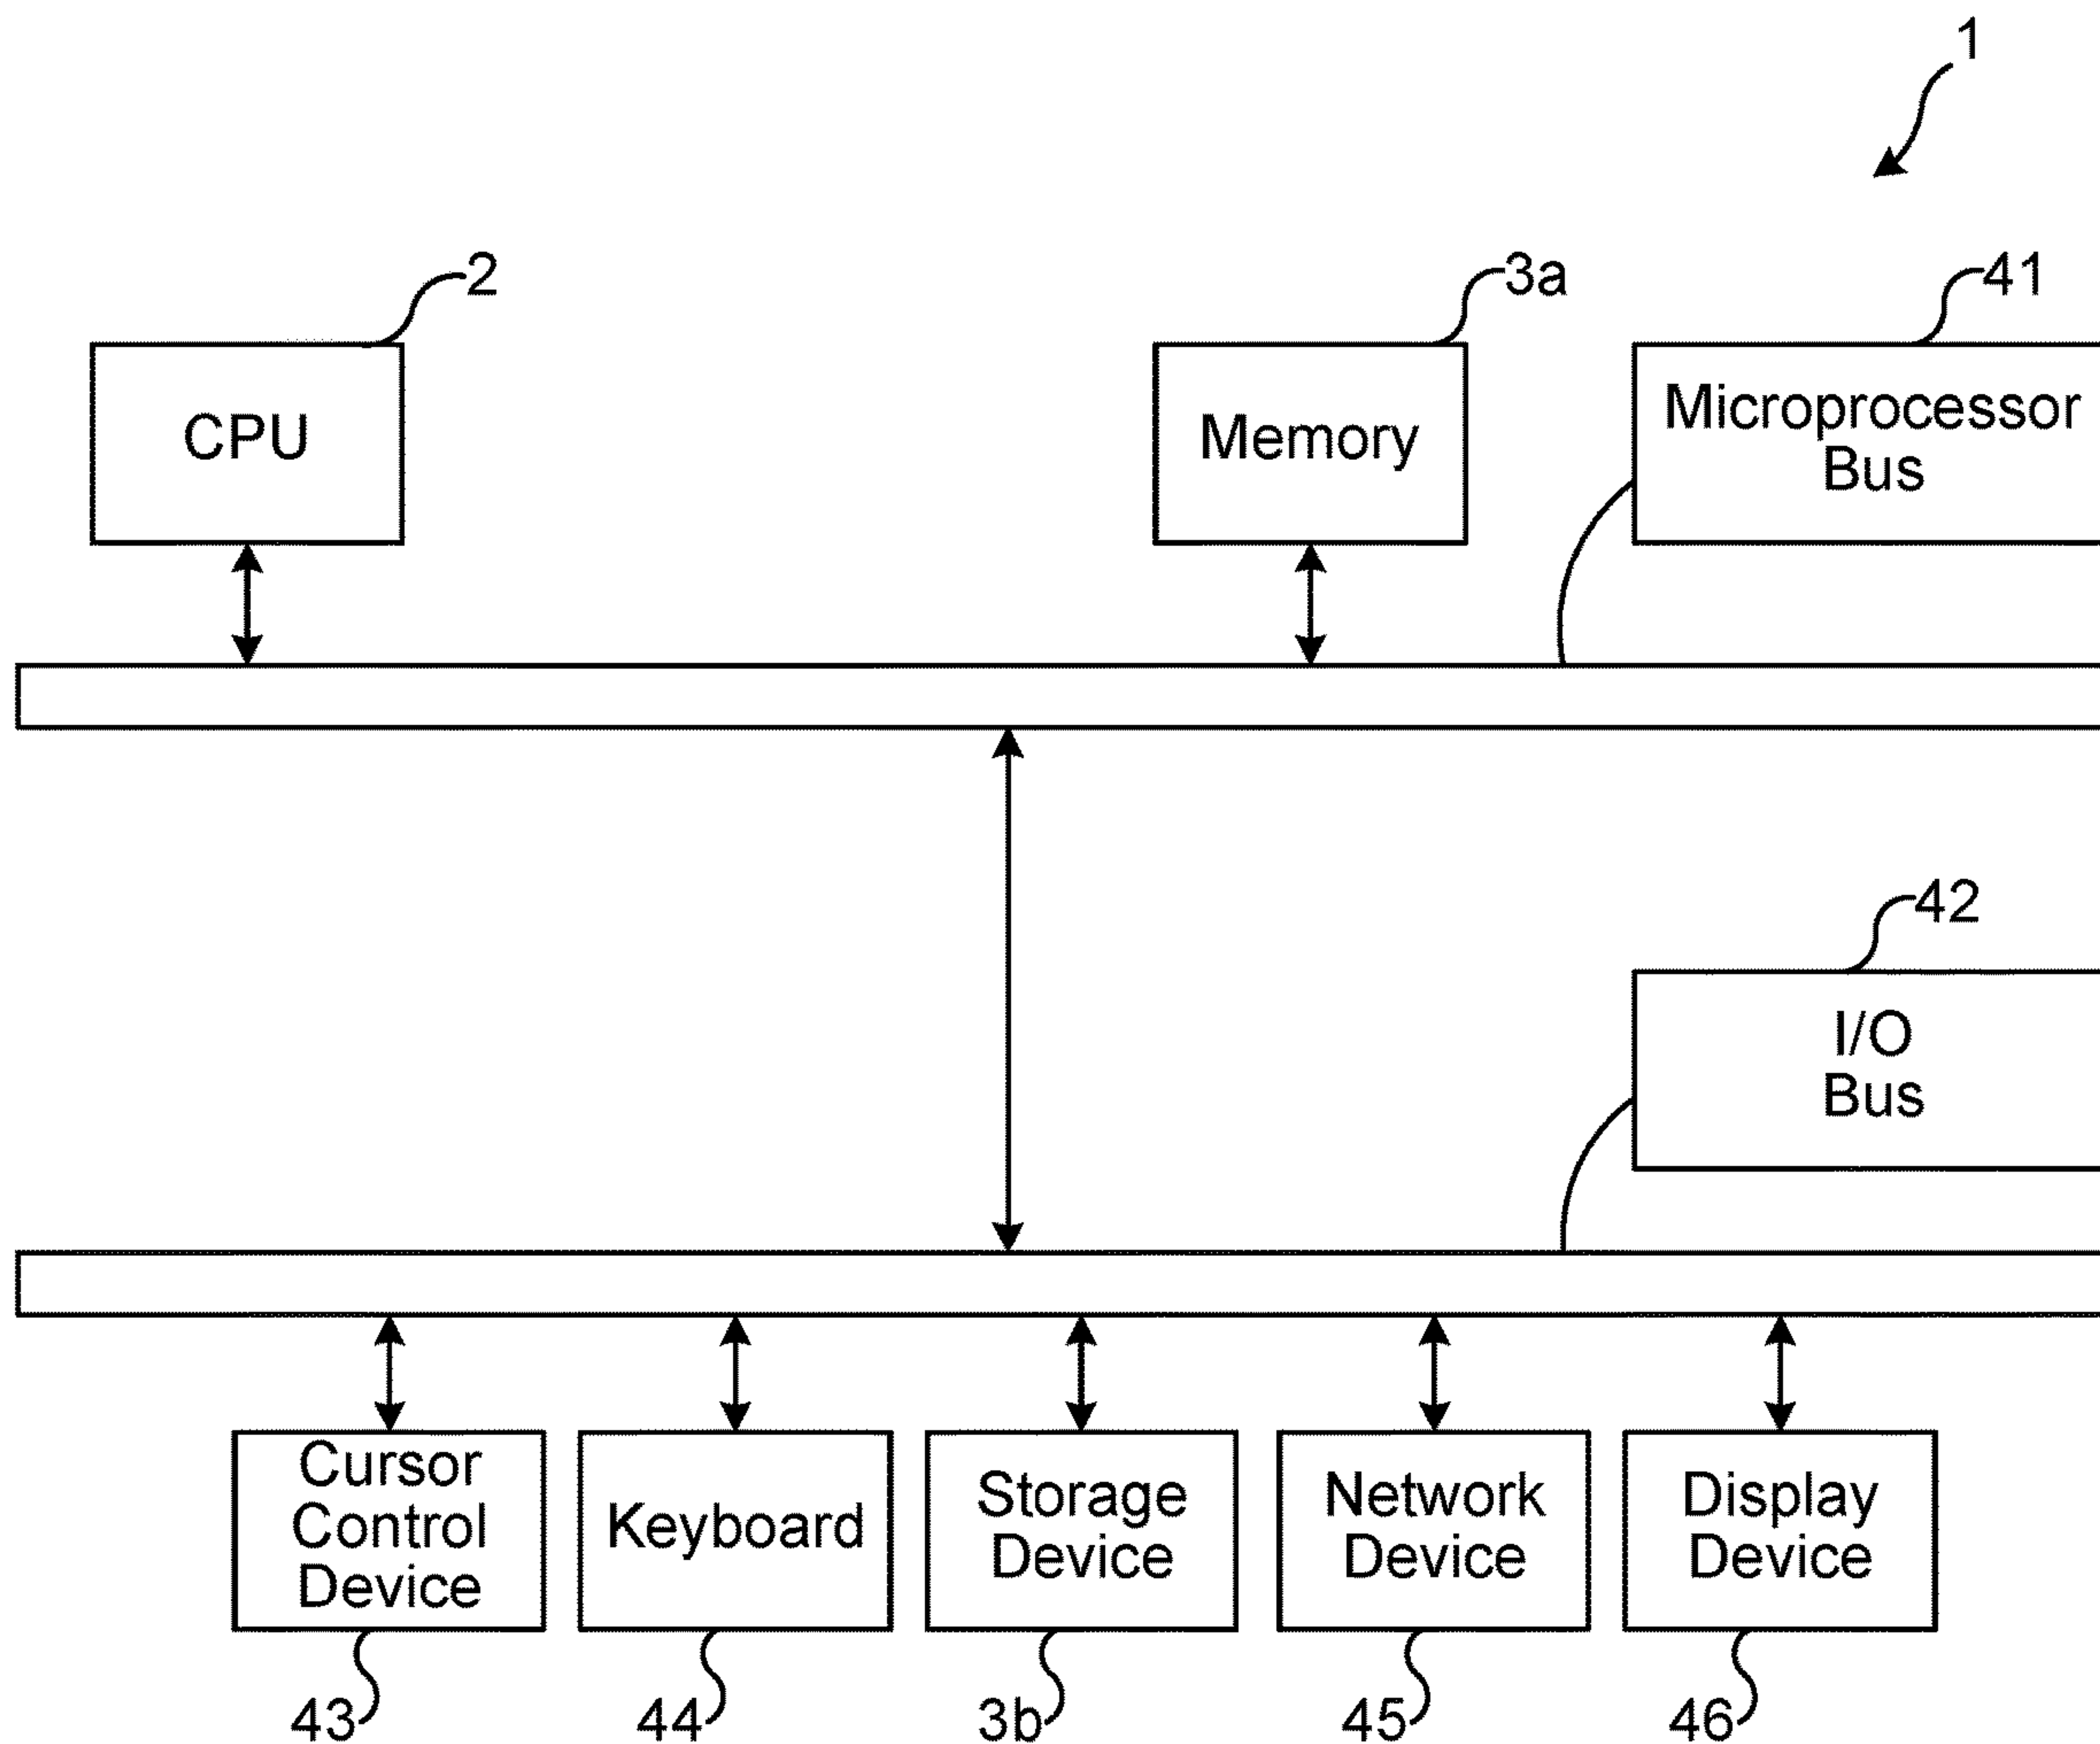 1
2
3a
41
CPU
Memory
Microprocessor
Bus
42
I/O
Bus
Cursor
Control
Device
Keyboard
Storage
Device
Network
Device
Display
Device
43
44
3b
45
46